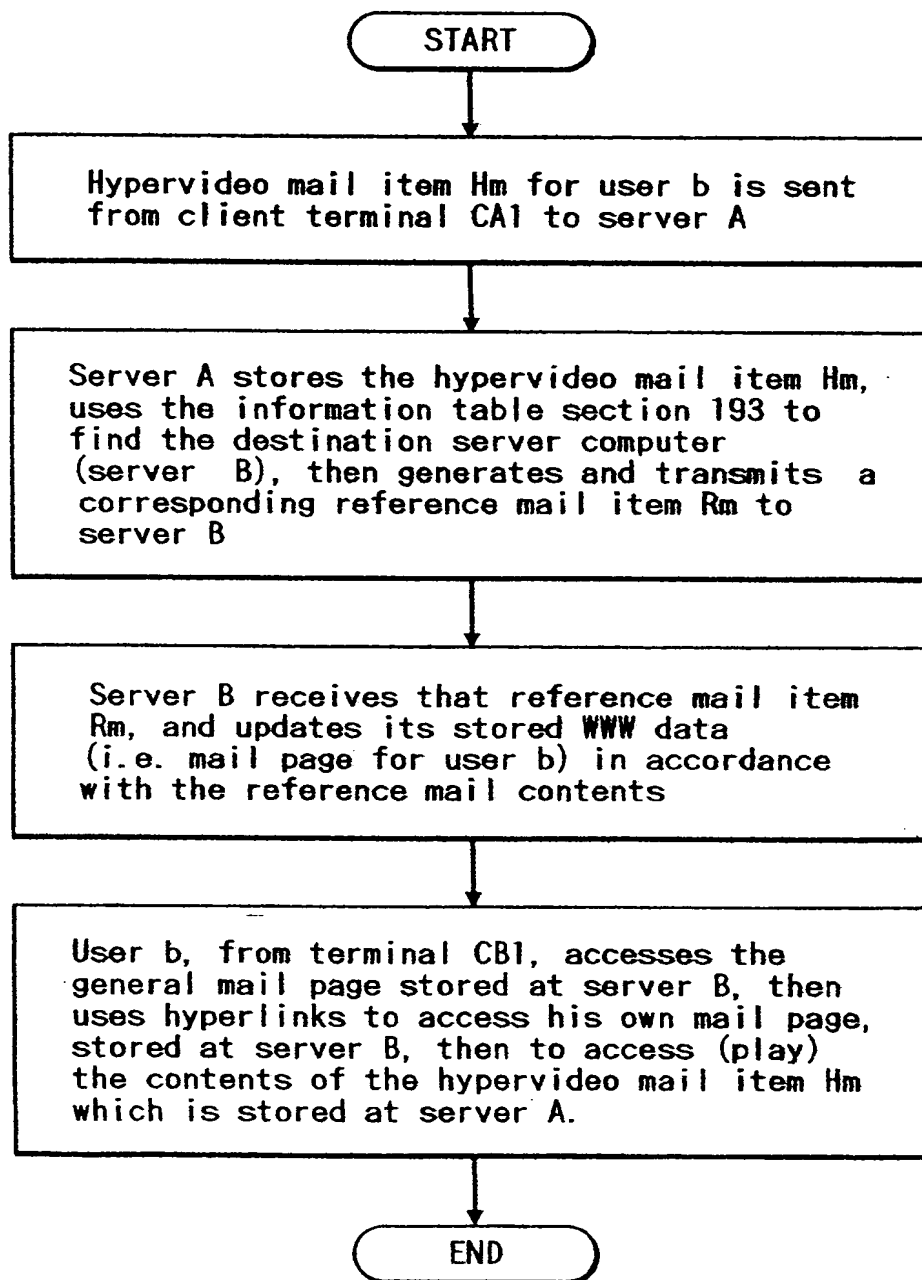 START
Hypervideo mail item Hm for user b is sent
from client terminal CA1 to server A
Server A stores the hypervideo mail item Hm,
uses the information table section 193 to
find the destination server computer
(server B), then generates and transmits a
corresponding reference mail item Rm to
server B
Server B receives that reference mail item
Rm, and updates its stored WWW data
(i.e. mail page for user b) in accordance
with the reference mail contents
User b, from terminal CB1, accesses the
general mail page stored at server B, then
uses hyperlinks to access his own mail page,
stored at server B, then to access (play)
the contents of the hypervideo mail item Hm
which is stored at server A.
END